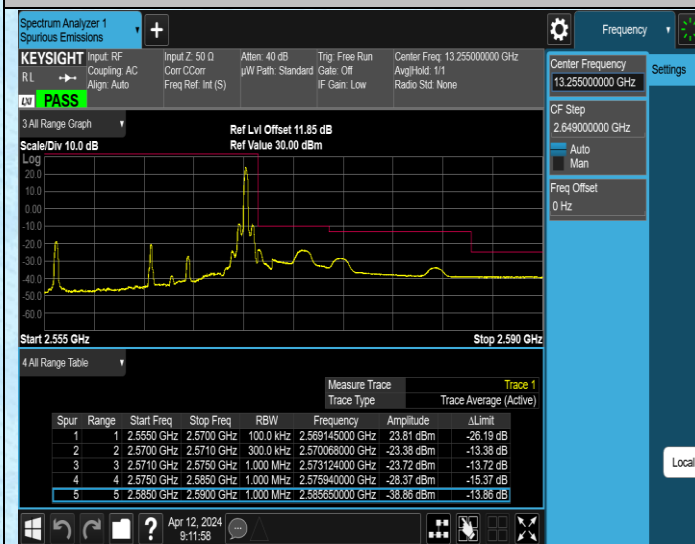 Spectrum Analyzer 1
Spurious Emissions
Frequency
KEYSIGHT
R L
LXI
PASS
Input: RF
Coupling: AC
Align: Auto
Input Z: 50 Ω
Corr CCorr
Freq Ref: Int (S)
Atten: 40 dB
µW Path: Standard
Trig: Free Run
Gate: Off
IF Gain: Low
Center Freq: 13.255000000 GHz
Avg|Hold: 1/1
Radio Std: None
Center Frequency
13.255000000 GHz
Settings
CF Step
2.649000000 GHz
Auto
Man
Freq Offset
0 Hz
3 All Range Graph
Scale/Div 10.0 dB
Ref Lvl Offset 11.85 dB
Ref Value 30.00 dBm
Log
20.0
10.0
0.00
-10.0
-20.0
-30.0
-40.0
-50.0
-60.0
Start 2.555 GHz
Stop 2.590 GHz
4 All Range Table
Measure Trace Trace 1
Trace Type Trace Average (Active)
Spur Range Start Freq Stop Freq RBW Frequency Amplitude ΔLimit
1 1 2.5550 GHz 2.5700 GHz 100.0 kHz 2.569145000 GHz 23.81 dBm -26.19 dB
2 2 2.5700 GHz 2.5710 GHz 300.0 kHz 2.570068000 GHz -23.38 dBm -13.38 dB
3 3 2.5710 GHz 2.5750 GHz 1.000 MHz 2.573124000 GHz -23.72 dBm -13.72 dB
4 4 2.5750 GHz 2.5850 GHz 1.000 MHz 2.575940000 GHz -28.37 dBm -15.37 dB
5 5 2.5850 GHz 2.5900 GHz 1.000 MHz 2.585650000 GHz -38.86 dBm -13.86 dB
Local
?
Apr 12, 2024
9:11:58